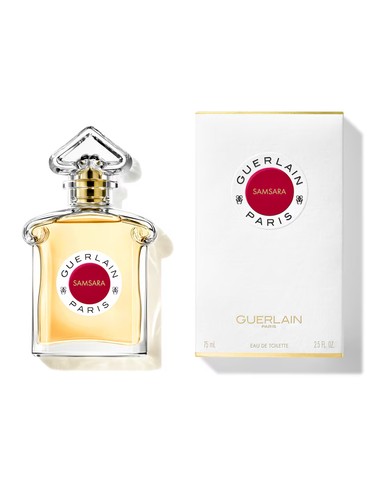 GUERLAIN
SAMSARA
PARIS
GUERLAIN
SAMSARA
PARIS
GUERLAIN
PARIS
75 mL EAU DE TOILETTE 2.5 FL. OZ.